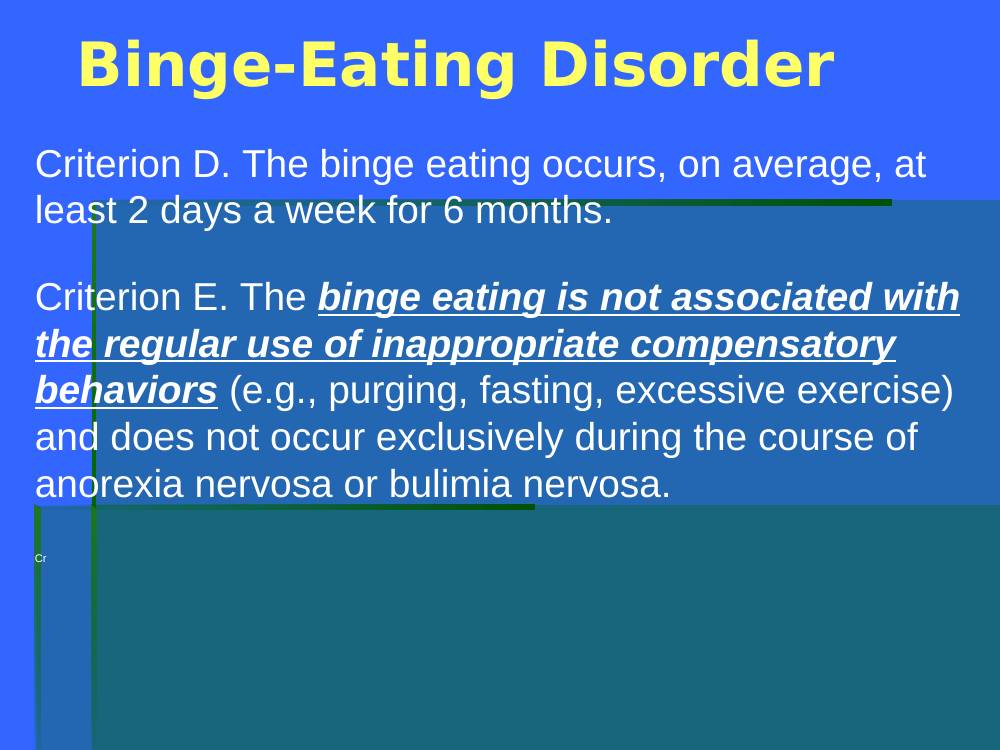 Binge-Eating Disorder
Criterion D. The binge eating occurs, on average, at
least 2 days a week for 6 months.
Criterion E. The binge eating is not associated with
the regular use of inappropriate compensatory
behaviors (e.g., purging, fasting, excessive exercise)
and does not occur exclusively during the course of
anorexia nervosa or bulimia nervosa.
Cr